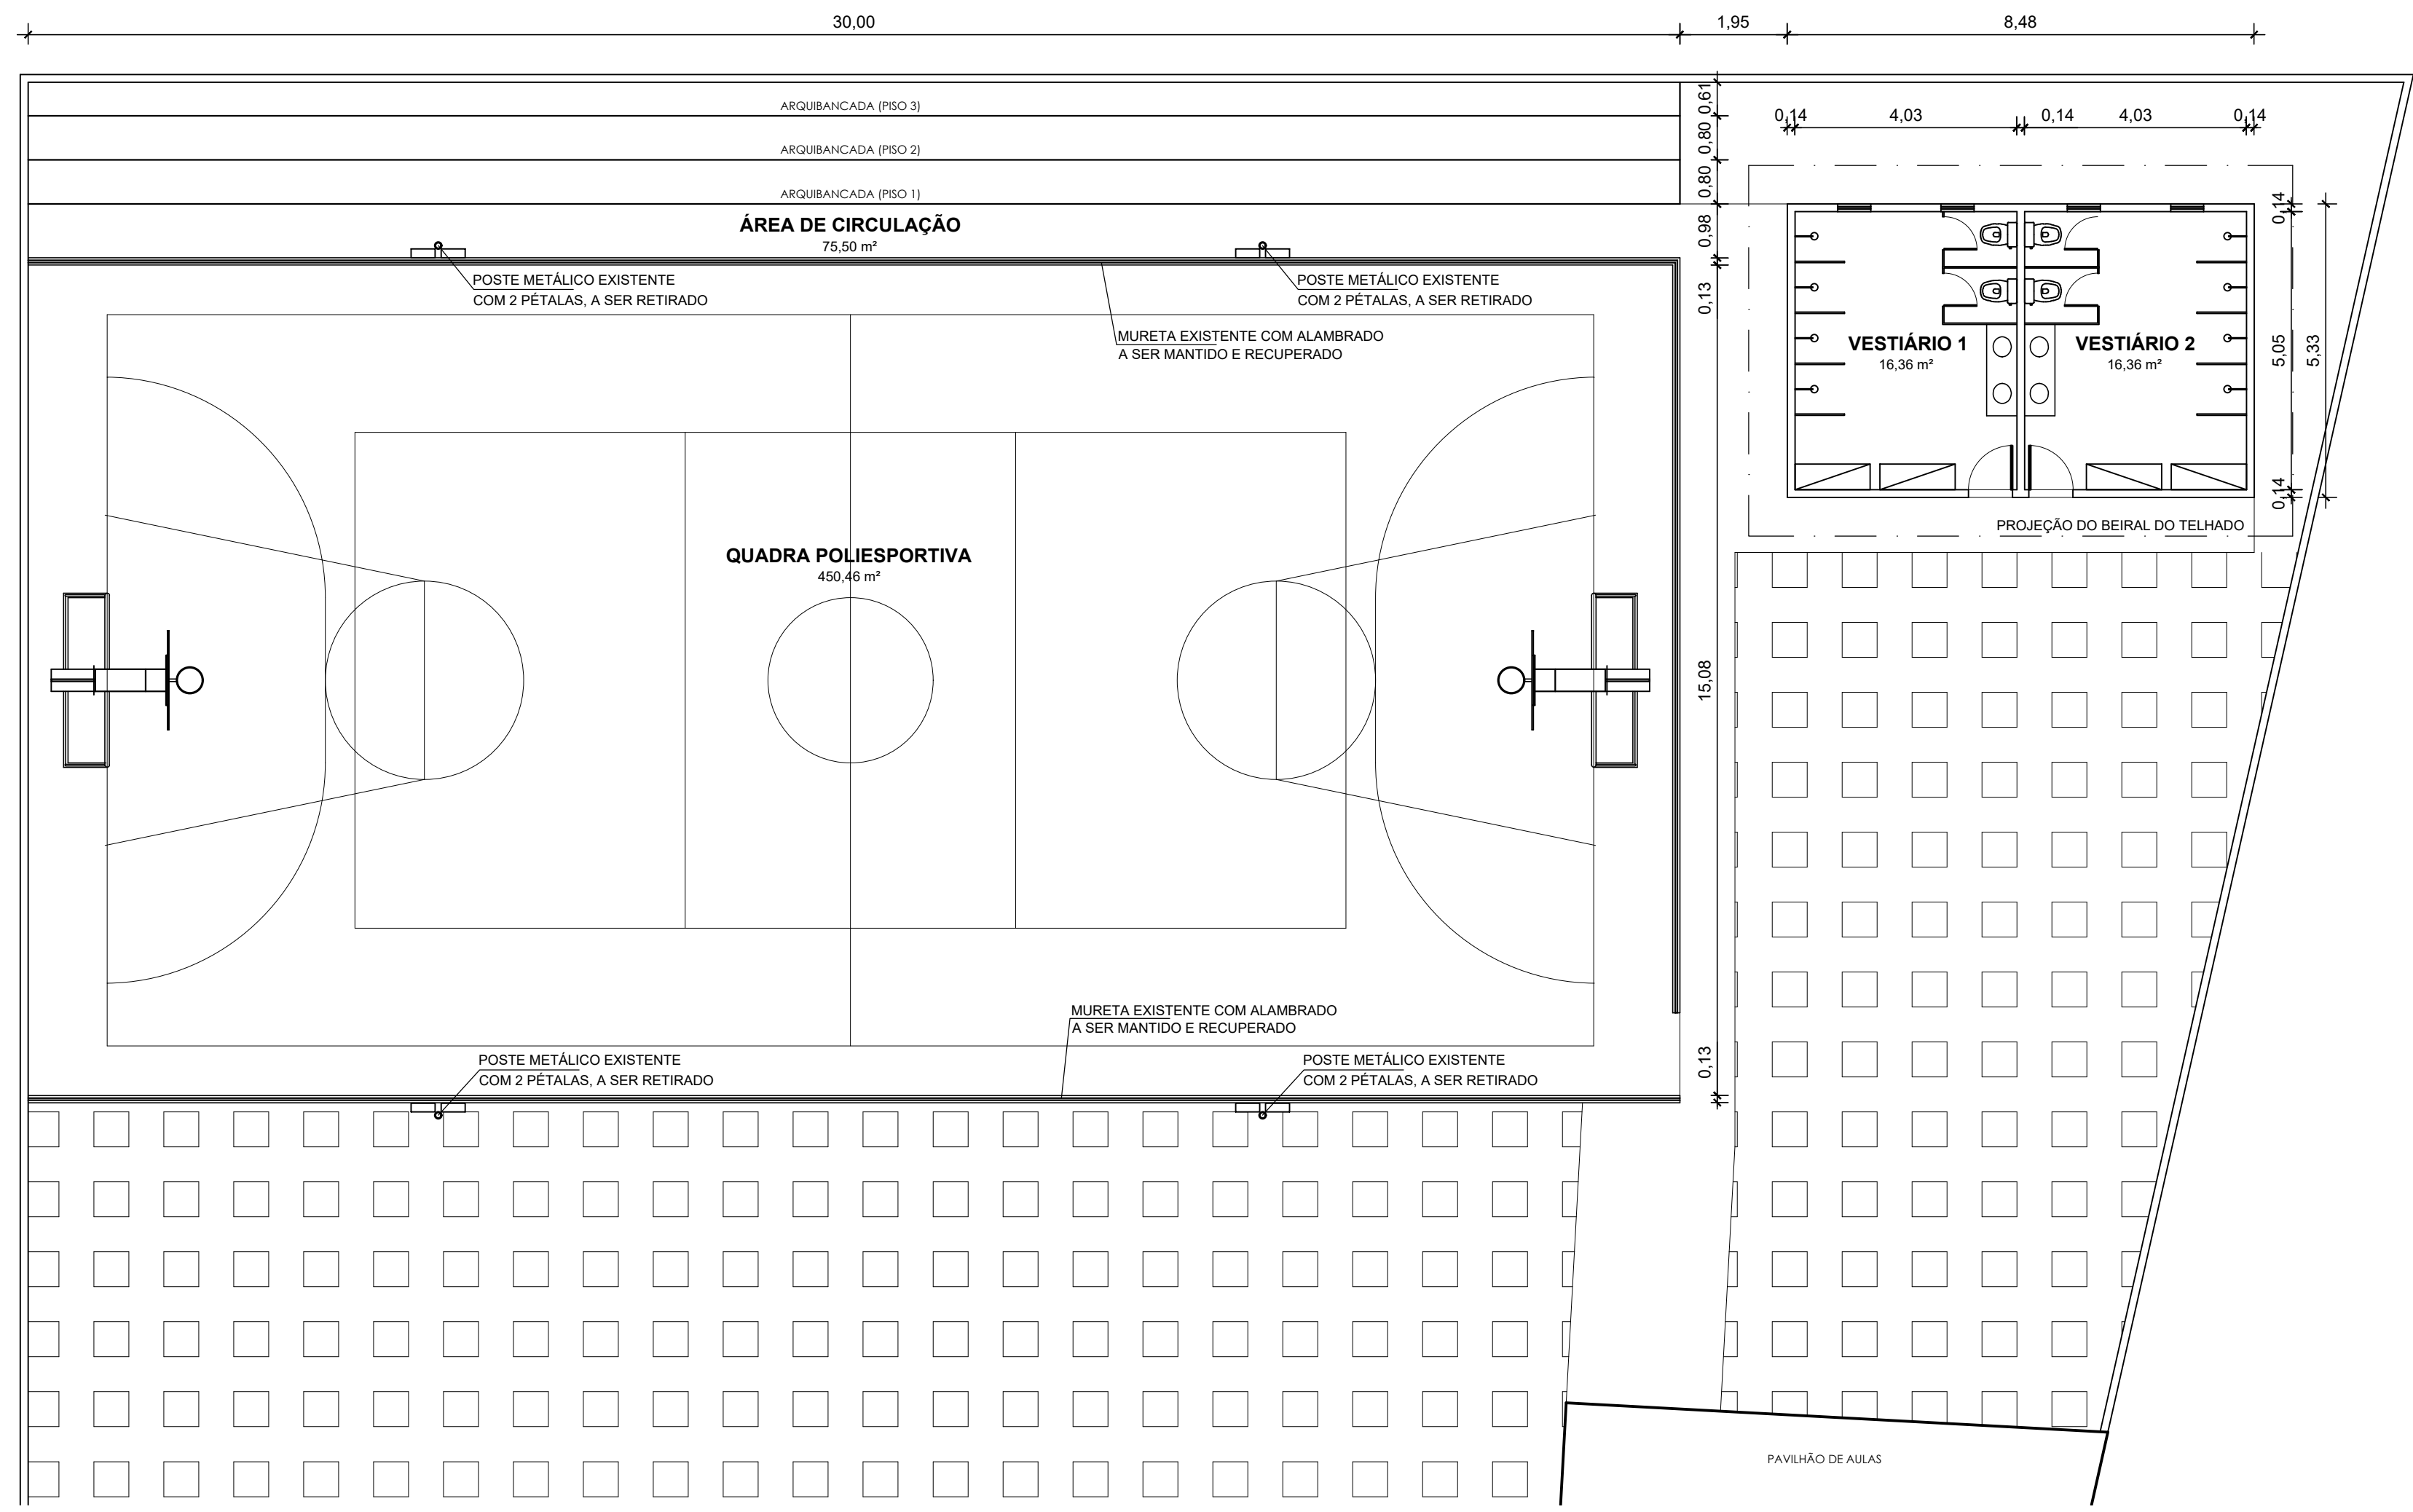 30,00
1,95
8,48
ARQUIBANCADA (PISO 3)
0,61
0,14
4,03
0,14
4,03
0,14
ARQUIBANCADA (PISO 2)
0,80
ARQUIBANCADA (PISO 1)
0,80
ÁREA DE CIRCULAÇÃO
75,50 m²
0,98
0,14
POSTE METÁLICO EXISTENTE
COM 2 PÉTALAS, A SER RETIRADO
POSTE METÁLICO EXISTENTE
COM 2 PÉTALAS, A SER RETIRADO
0,13
MURETA EXISTENTE COM ALAMBRADO
A SER MANTIDO E RECUPERADO
VESTIÁRIO 1
16,36 m²
VESTIÁRIO 2
16,36 m²
5,05
5,33
0,14
PROJEÇÃO DO BEIRAL DO TELHADO
QUADRA POLIESPORTIVA
450,46 m²
15,08
MURETA EXISTENTE COM ALAMBRADO
A SER MANTIDO E RECUPERADO
POSTE METÁLICO EXISTENTE
COM 2 PÉTALAS, A SER RETIRADO
POSTE METÁLICO EXISTENTE
COM 2 PÉTALAS, A SER RETIRADO
0,13
PAVILHÃO DE AULAS